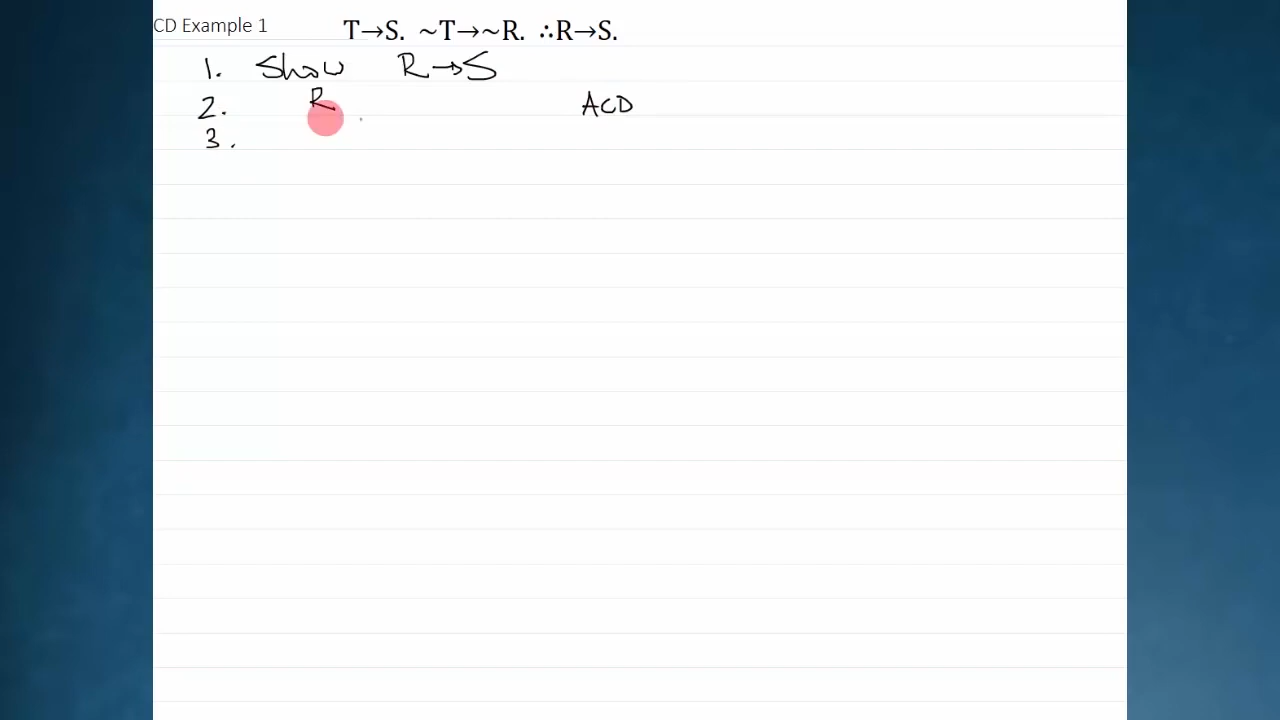 CD Example 1
T→S. ~T→~R. ∴R→S.
1. Show R→S
2. R ACD
3.